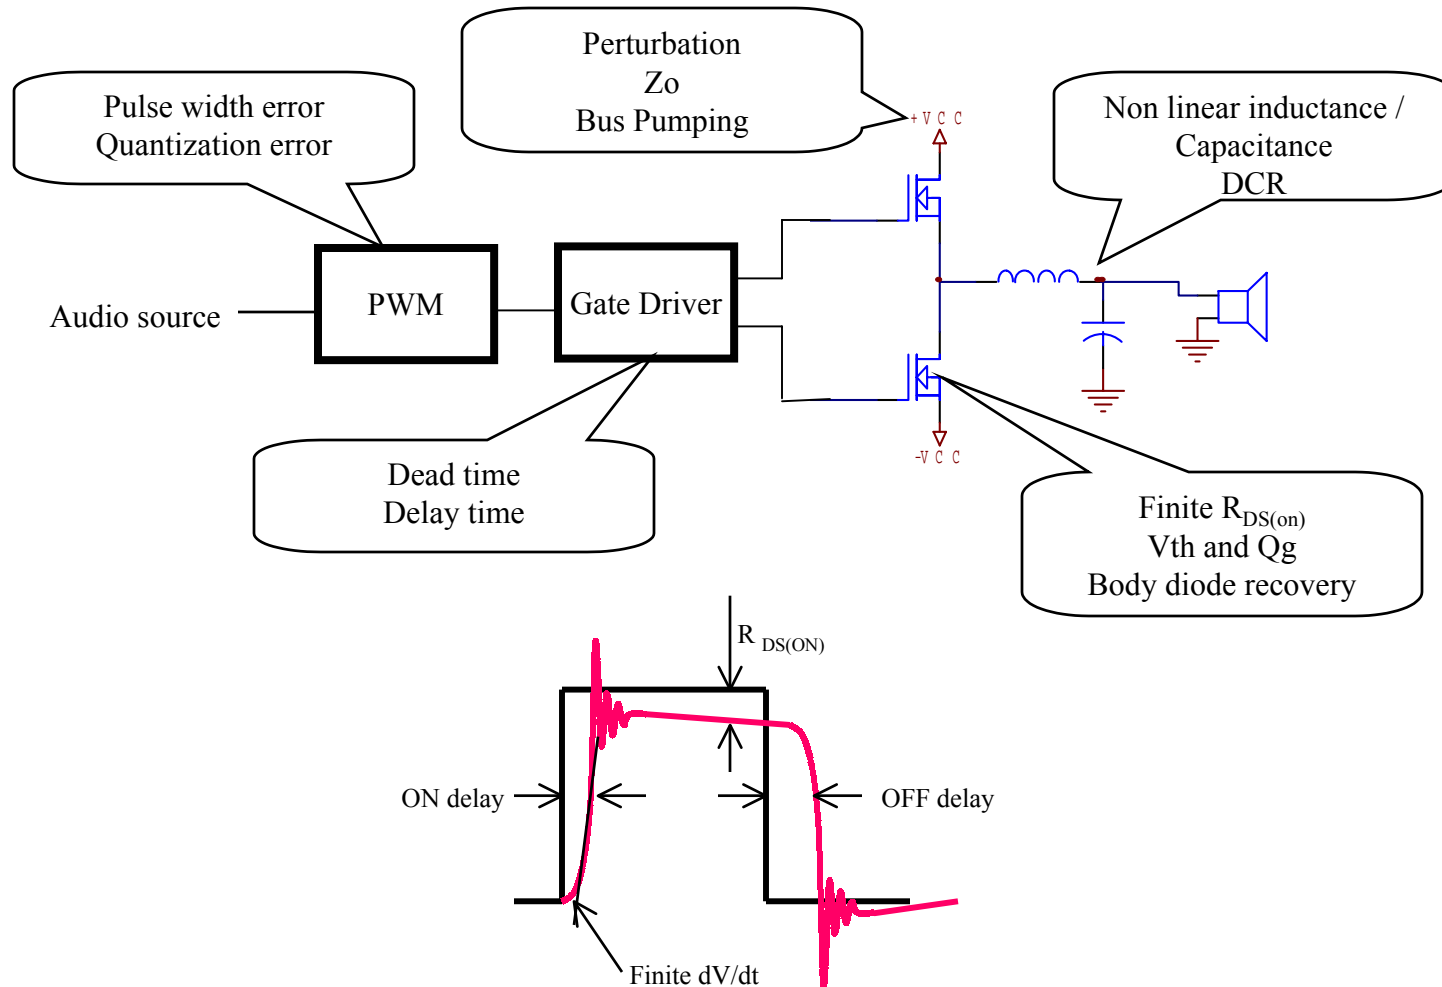 Perturbation
Zo
Bus Pumping
Pulse width error
Quantization error
Non linear inductance /
Capacitance
DCR
+VCC
Audio source
PWM
Gate Driver
-VCC
Dead time
Delay time
Finite RDS(on)
Vth and Qg
Body diode recovery
R DS(ON)
ON delay
OFF delay
Finite dV/dt